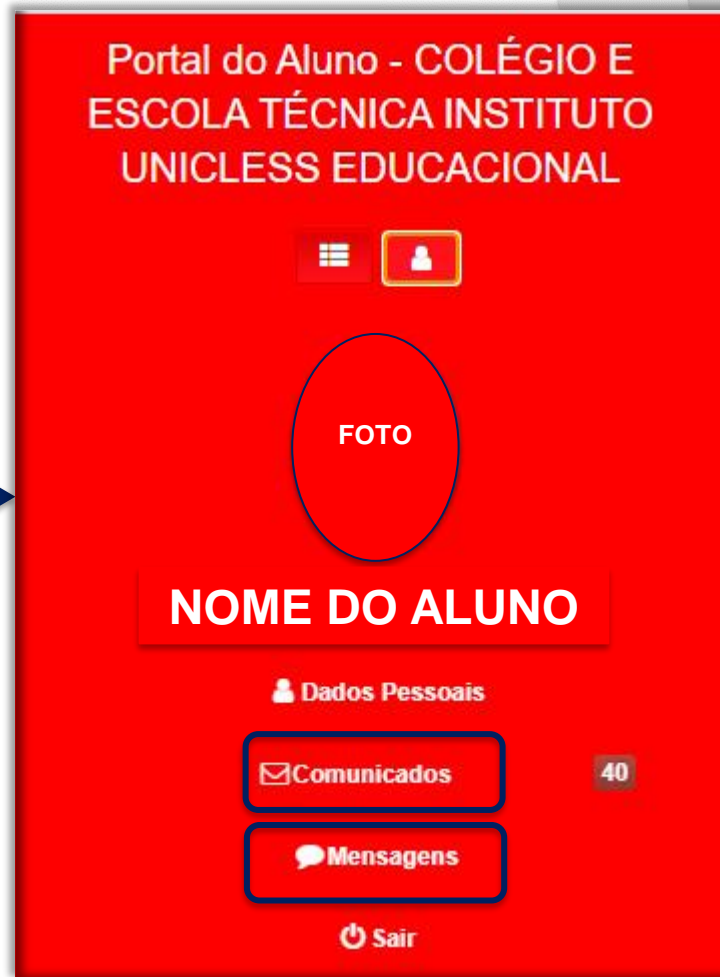 Portal do Aluno - COLÉGIO E
ESCOLA TÉCNICA INSTITUTO
UNICLESS EDUCACIONAL
FOTO
NOME DO ALUNO
Dados Pessoais
Comunicados 40
Mensagens
Sair